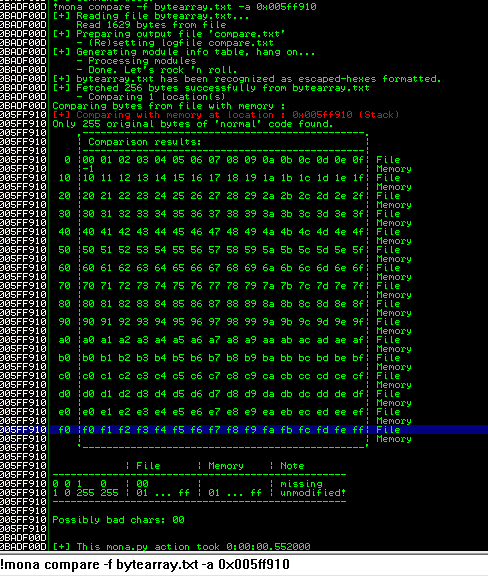 !mona compare -f bytearray.txt -a 0x005ff910
0BADF00D [+] Reading file bytearray.txt...
0BADF00D Read 1629 bytes from file
0BADF00D [+] Preparing output file 'compare.txt'
0BADF00D - (Re)setting logfile compare.txt
0BADF00D [+] Generating module info table, hang on...
0BADF00D - Processing modules
0BADF00D - Done. Let's rock 'n roll.
0BADF00D [+] bytearray.txt has been recognized as escaped-hexes formatted.
0BADF00D [+] Fetched 256 bytes successfully from bytearray.txt
0BADF00D - Comparing 1 location(s)
0BADF00D Comparing bytes from file with memory :
005FF910 [+] Comparing with memory at location : 0x005ff910 (Stack)
005FF910 Only 255 original bytes of 'normal' code found.
005FF910
005FF910 Comparison results:
005FF910
005FF910 0 00 01 02 03 04 05 06 07 08 09 0a 0b 0c 0d 0e 0f File
005FF910 -1 Memory
005FF910 10 10 11 12 13 14 15 16 17 18 19 1a 1b 1c 1d 1e 1f File
005FF910 Memory
005FF910 20 20 21 22 23 24 25 26 27 28 29 2a 2b 2c 2d 2e 2f File
005FF910 Memory
005FF910 30 30 31 32 33 34 35 36 37 38 39 3a 3b 3c 3d 3e 3f File
005FF910 Memory
005FF910 40 40 41 42 43 44 45 46 47 48 49 4a 4b 4c 4d 4e 4f File
005FF910 Memory
005FF910 50 50 51 52 53 54 55 56 57 58 59 5a 5b 5c 5d 5e 5f File
005FF910 Memory
005FF910 60 60 61 62 63 64 65 66 67 68 69 6a 6b 6c 6d 6e 6f File
005FF910 Memory
005FF910 70 70 71 72 73 74 75 76 77 78 79 7a 7b 7c 7d 7e 7f File
005FF910 Memory
005FF910 80 80 81 82 83 84 85 86 87 88 89 8a 8b 8c 8d 8e 8f File
005FF910 Memory
005FF910 90 90 91 92 93 94 95 96 97 98 99 9a 9b 9c 9d 9e 9f File
005FF910 Memory
005FF910 a0 a0 a1 a2 a3 a4 a5 a6 a7 a8 a9 aa ab ac ad ae af File
005FF910 Memory
005FF910 b0 b0 b1 b2 b3 b4 b5 b6 b7 b8 b9 ba bb bc bd be bf File
005FF910 Memory
005FF910 c0 c0 c1 c2 c3 c4 c5 c6 c7 c8 c9 ca cb cc cd ce cf File
005FF910 Memory
005FF910 d0 d0 d1 d2 d3 d4 d5 d6 d7 d8 d9 da db dc dd de df File
005FF910 Memory
005FF910 e0 e0 e1 e2 e3 e4 e5 e6 e7 e8 e9 ea eb ec ed ee ef File
005FF910 Memory
005FF910 f0 f0 f1 f2 f3 f4 f5 f6 f7 f8 f9 fa fb fc fd fe ff File
005FF910 Memory
005FF910
005FF910
005FF910 | File | Memory | Note
005FF910
005FF910 0 0 1 0 | 00 | | missing
005FF910 1 0 255 255 | 01 ... ff | 01 ... ff | unmodified!
005FF910
005FF910
005FF910 Possibly bad chars: 00
005FF910
0BADF00D
0BADF00D [+] This mona.py action took 0:00:00.552000
!mona compare -f bytearray.txt -a 0x005ff910